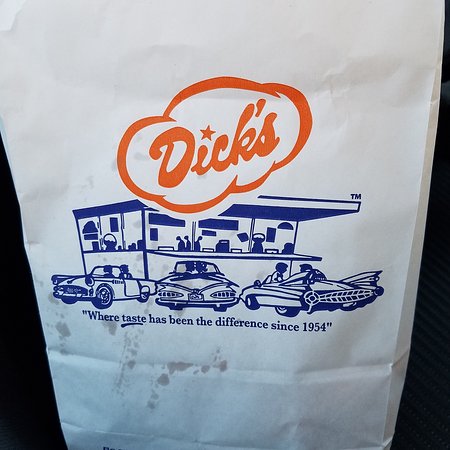 Dick's
TM
"Where taste has been the difference since 1954"